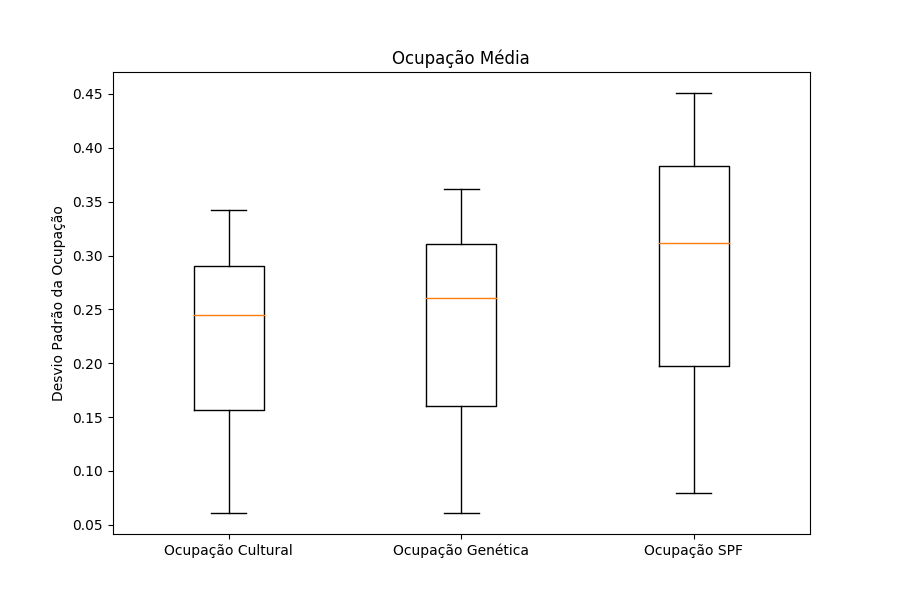 Ocupação Média
Desvio Padrão da Ocupação
0.45
0.40
0.35
0.30
0.25
0.20
0.15
0.10
0.05
Ocupação Cultural
Ocupação Genética
Ocupação SPF